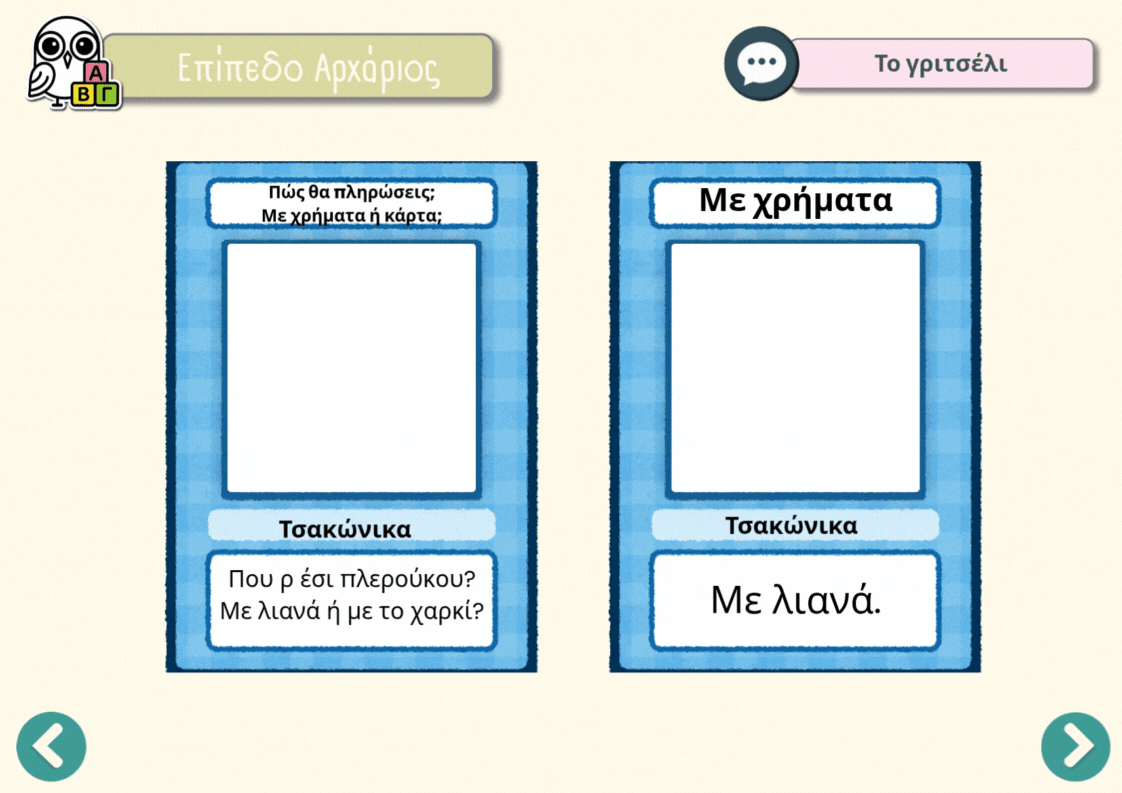 Α
Β Γ
Επίπεδο Αρχάριος
Το γριτσέλι
Πώς θα πληρώσεις;
Με χρήματα ή κάρτα;
Τσακώνικα
Που ρ έσι πλερούκου?
Με λιανά ή με το χαρκί?
Με χρήματα
Τσακώνικα
Με λιανά.